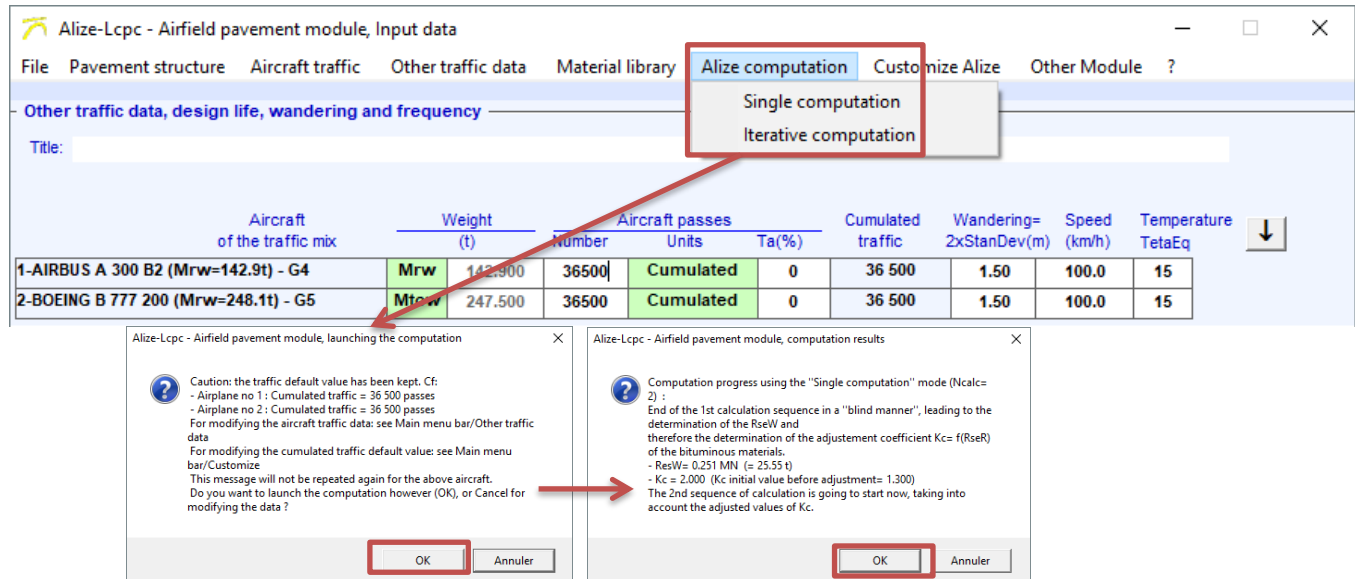 Alize-Lcpc - Airfield pavement module, Input data
File Pavement structure Aircraft traffic Other traffic data Material library Alize computation Customize Alize Other Module ?
Single computation
Iterative computation
Other traffic data, design life, wandering and frequency
Title:
Aircraft Weight Aircraft passes Cumulated Wandering= Speed Temperature
of the traffic mix (t) Number Units Ta(%) traffic 2xStanDev(m) (km/h) TetaEq
1-AIRBUS A 300 B2 (Mrw=142.9t) - G4 Mrw 142.900 36500 Cumulated 0 36 500 1.50 100.0 15
2-BOEING B 777 200 (Mrw=248.1t) - G5 Mtow 247.500 36500 Cumulated 0 36 500 1.50 100.0 15
Alize-Lcpc - Airfield pavement module, launching the computation
Caution: the traffic default value has been kept. Cf:
- Airplane no 1 : Cumulated traffic = 36 500 passes
- Airplane no 2 : Cumulated traffic = 36 500 passes
For modifying the aircraft traffic data: see Main menu bar/Other traffic
data
For modifying the cumulated traffic default value: see Main menu
bar/Customize
This message will not be repeated again for the above aircraft.
Do you want to launch the computation however (OK), or Cancel for
modifying the data ?
OK Annuler
Alize-Lcpc - Airfield pavement module, computation results
Computation progress using the "Single computation" mode (Ncalc=
2) :
End of the 1st calculation sequence in a "blind manner", leading to the
determination of the RseW and
therefore the determination of the adjustement coefficient Kc= f(RseR)
of the bituminous materials.
- ResW= 0.251 MN (= 25.55 t)
- Kc = 2.000 (Kc initial value before adjustment= 1.300)
The 2nd sequence of calculation is going to start now, taking into
account the adjusted values of Kc.
OK Annuler